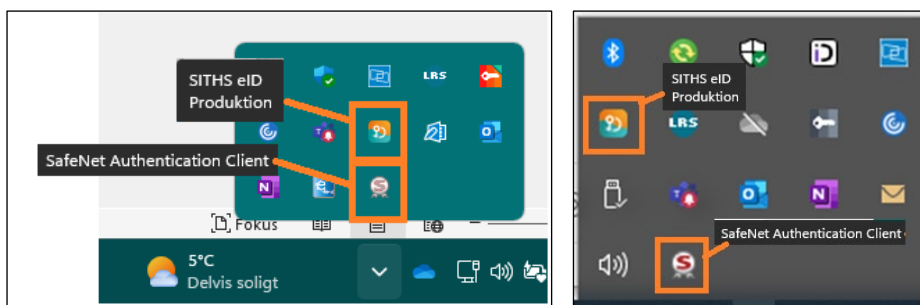 SITHS eID
Produktion
LRS
SafeNet Authentication Client
Fokus
5°C
Delvis soligt
SITHS eID
Produktion
LRS
SafeNet Authentication Client